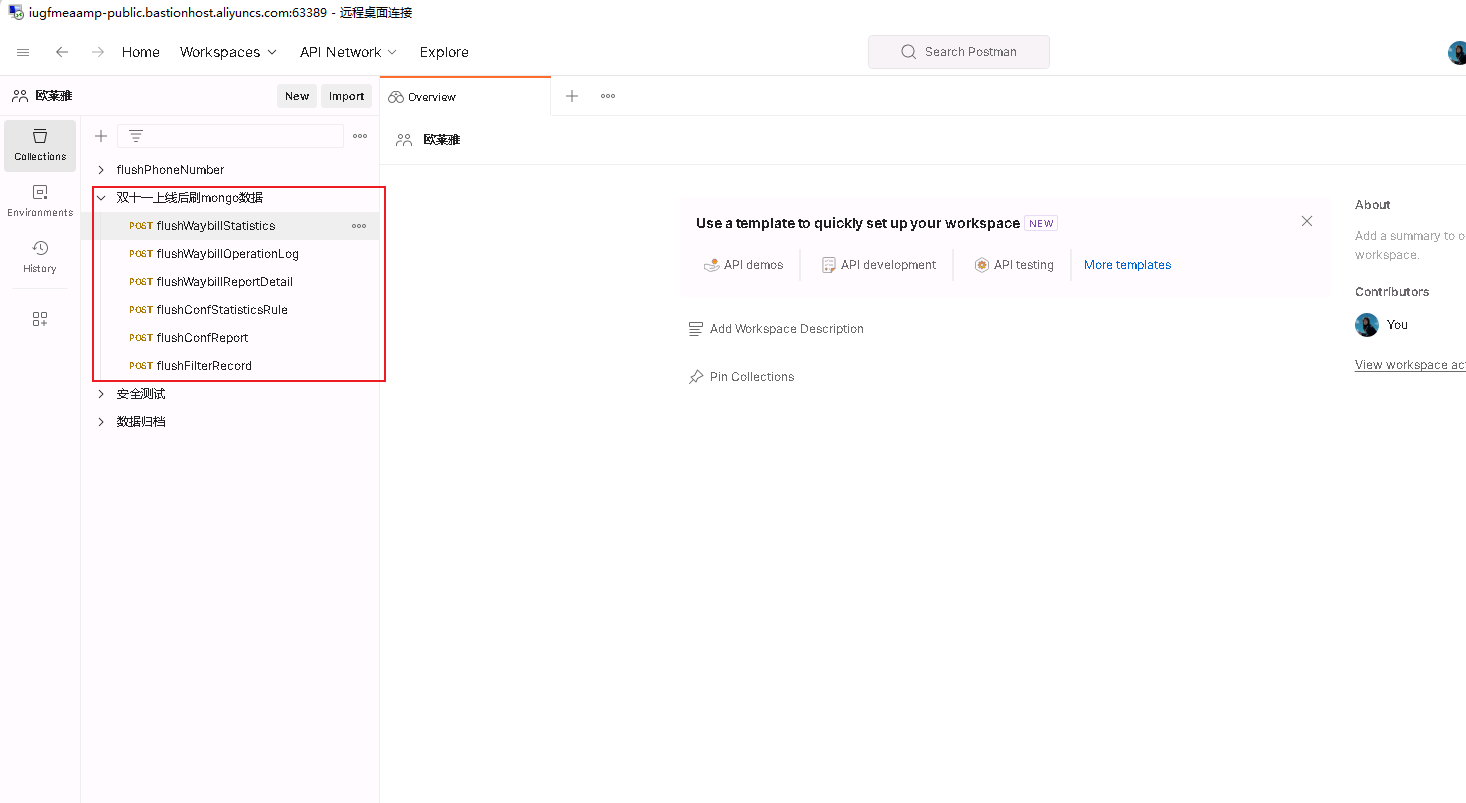 iugfmeaamp-public.bastionhost.aliyuncs.com:63389 - 远程桌面连接
Home Workspaces API Network Explore Search Postman
欧莱雅 New Import Overview
Collections
欧莱雅
flushPhoneNumber
双十一上线后刷mongo数据
Environments
POST flushWaybillStatistics
POST flushWaybillOperationLog
History
POST flushWaybillReportDetail
POST flushConfStatisticsRule
POST flushConfReport
POST flushFilterRecord
安全测试
数据归档
Use a template to quickly set up your workspace NEW
API demos API development API testing More templates
Add Workspace Description
Pin Collections
About
Add a summary to o
workspace.
Contributors
You
View workspace act